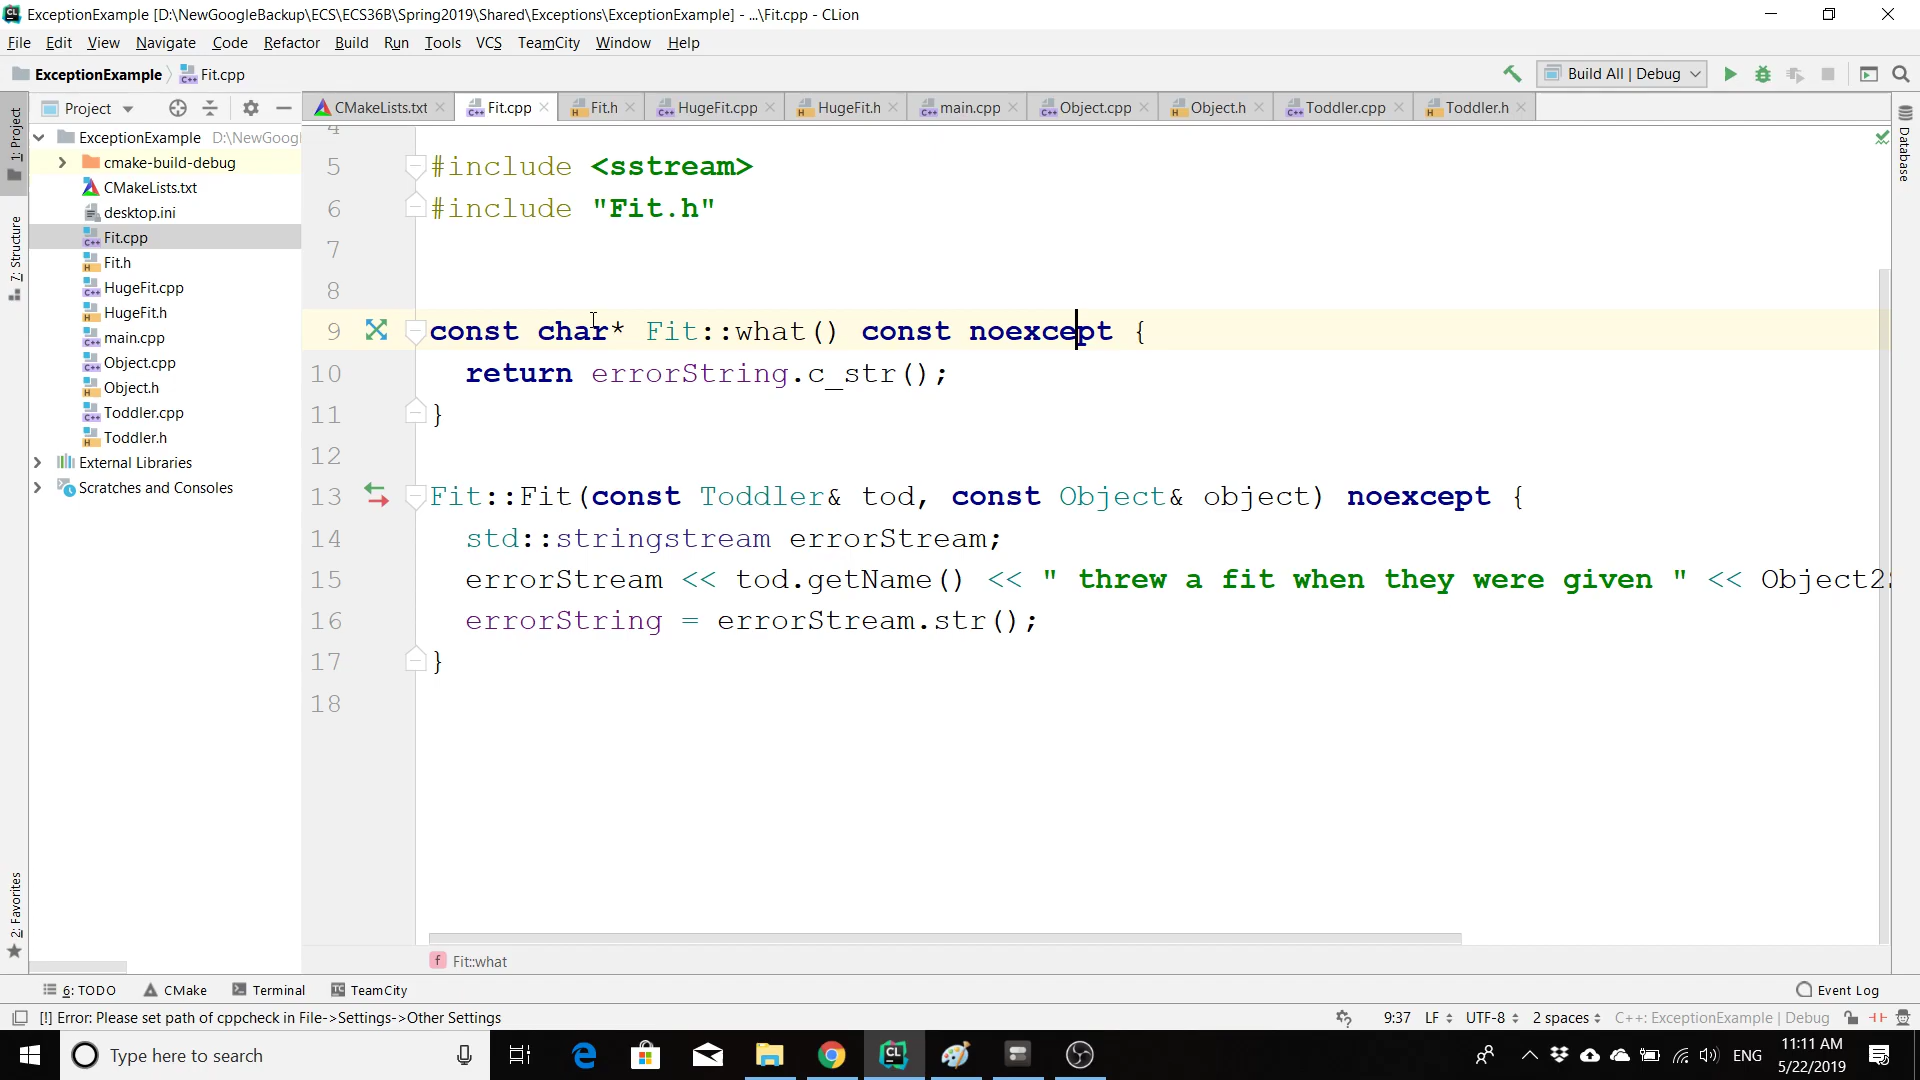 ExceptionExample [D:\NewGoogleBackup\ECS\ECS36B\Spring2019\Shared\Exceptions\ExceptionExample] - ...\Fit.cpp - CLion
File Edit View Navigate Code Refactor Build Run Tools VCS TeamCity Window Help
ExceptionExample Fit.cpp Build All | Debug
Project CMakeLists.txt Fit.cpp Fit.h HugeFit.cpp HugeFit.h main.cpp Object.cpp Object.h Toddler.cpp Toddler.h
1: Project
7: Structure
2: Favorites
Database
ExceptionExample D:\NewGoogl
cmake-build-debug
CMakeLists.txt
desktop.ini
Fit.cpp
Fit.h
HugeFit.cpp
HugeFit.h
main.cpp
Object.cpp
Object.h
Toddler.cpp
Toddler.h
External Libraries
Scratches and Consoles
4
5 #include <sstream>
6 #include "Fit.h"
7
8
9 const char* Fit::what() const noexcept {
10 return errorString.c_str();
11 }
12
13 Fit::Fit(const Toddler& tod, const Object& object) noexcept {
14 std::stringstream errorStream;
15 errorStream << tod.getName() << " threw a fit when they were given " << Object2
16 errorString = errorStream.str();
17 }
18
f Fit::what
6: TODO CMake Terminal TeamCity Event Log
[!] Error: Please set path of cppcheck in File->Settings->Other Settings 9:37 LF UTF-8 2 spaces C++: ExceptionExample | Debug
Type here to search ENG 11:11 AM
5/22/2019